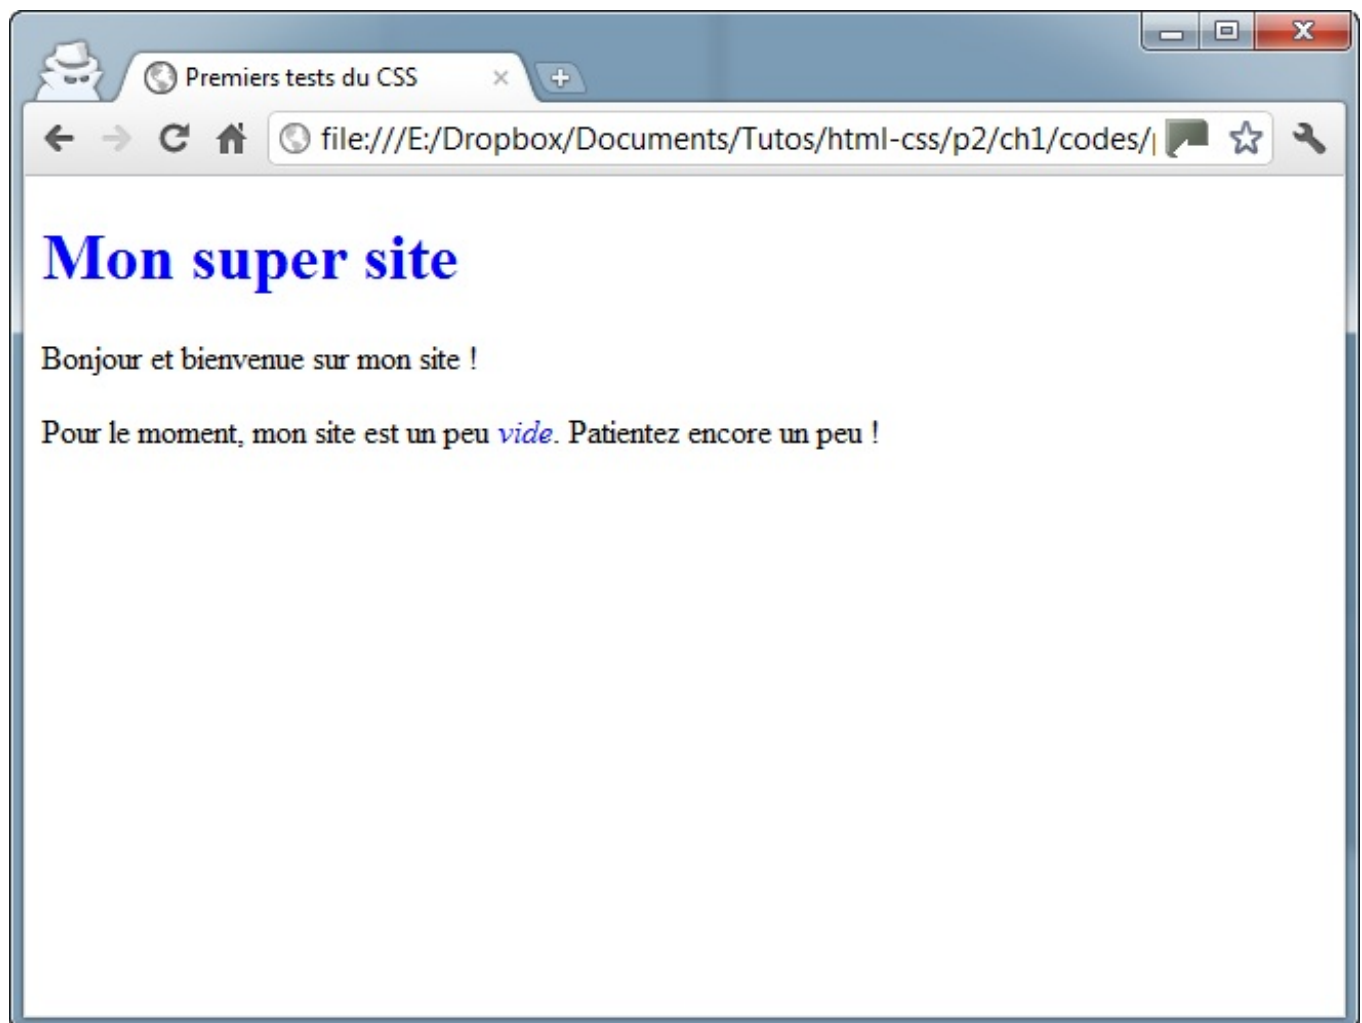 Premiers tests du CSS
file:///E:/Dropbox/Documents/Tutos/html-css/p2/ch1/codes/
Mon super site
Bonjour et bienvenue sur mon site !
Pour le moment, mon site est un peu vide. Patientez encore un peu !